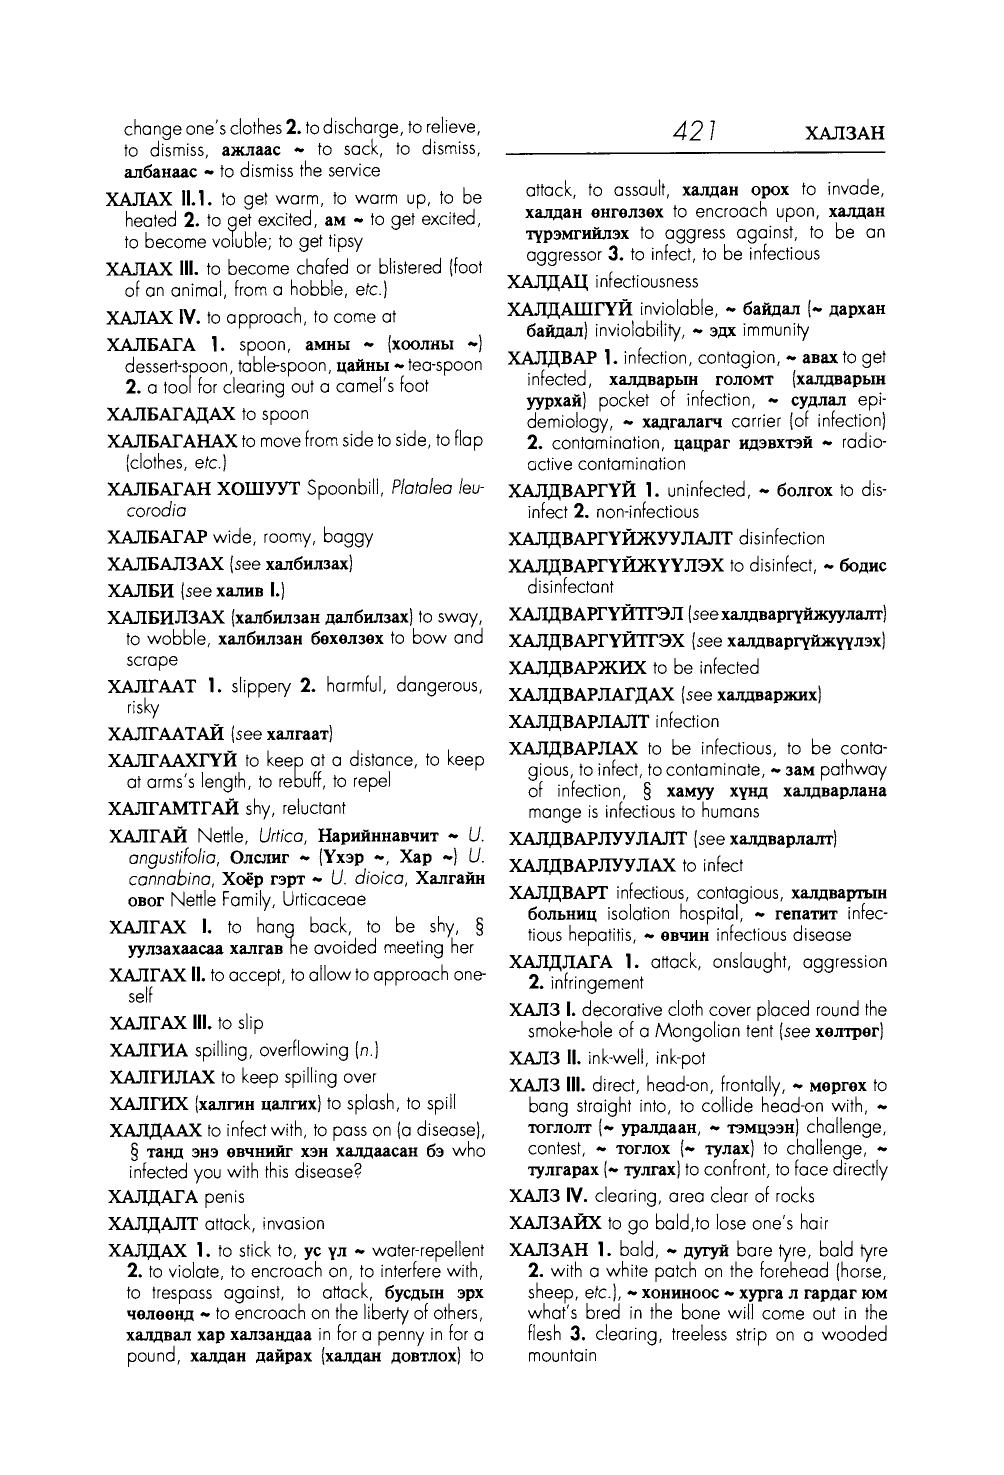 change one's clothes 2. to discharge, to relieve,
to dismiss, ажлаас ~ to sack, to dismiss,
албанаас ~ to dismiss the service
ХАЛАХ II.1. to get warm, to warm up, to be
heated 2. to get excited, ам ~ to get excited,
to become voluble; to get tipsy
ХАЛАХ III. to become chafed or blistered (foot
of an animal, from a hobble, etc.)
ХАЛАХ IV. to approach, to come at
ХАЛБАГА 1. spoon, амны ~ (хоолны ~)
dessert-spoon, table-spoon, цайны ~ tea-spoon
2. a tool for clearing out a camel's foot
ХАЛБАГАДАХ to spoon
ХАЛБАГАНАХ to move from side to side, to flap
(clothes, etc.)
ХАЛБАГАН ХОШУУТ Spoonbill, Platalea leu-
corodia
ХАЛБАГАР wide, roomy, baggy
ХАЛБАЛЗАХ (see халбилзах)
ХАЛБИ (see халив I.)
ХАЛБИЛЗАХ (халбилзан далбилзах) to sway,
to wobble, халбилзан бөхөлзөх to bow and
scrape
ХАЛГААТ 1. slippery 2. harmful, dangerous,
risky
ХАЛГААТАЙ (see халгаат)
ХАЛГААХГҮЙ to keep at a distance, to keep
at arms's length, to rebuff, to repel
ХАЛГАМТГАЙ shy, reluctant
ХАЛГАЙ Nettle, Urtica, Нарийннавчит ~ U.
angustifolia, Олслиг ~ (Үхэр ~, Хар ~) U.
cannabina, Хоёр гэрт ~ U. dioica, Халгайн
овог Nettle Family, Urticaceae
ХАЛГАХ I. to hang back, to be shy, §
уулзахаасаа халгав he avoided meeting her
ХАЛГАХ II. to accept, to allow to approach one-
self
ХАЛГАХ III. to slip
ХАЛГИА spilling, overflowing (n.)
ХАЛГИЛАХ to keep spilling over
ХАЛГИХ (халгин цалгих) to splash, to spill
ХАЛДААХ to infect with, to pass on (a disease),
§ танд энэ өвчнийг хэн халдаасан бэ who
infected you with this disease?
ХАЛДАГА penis
ХАЛДАЛТ attack, invasion
ХАЛДАХ 1. to stick to, ус үл ~ water-repellent
2. to violate, to encroach on, to interfere with,
to trespass against, to attack, бусдын эрх
чөлөөнд ~ to encroach on the liberty of others,
халдвал хар халзандаа in for a penny in for a
pound, халдан дайрах (халдан довтлох) to
421 ХАЛЗАН
attack, to assault, халдан орох to invade,
халдан өнгөлзөх to encroach upon, халдан
түрэмгийлэх to aggress against, to be an
aggressor 3. to infect, to be infectious
ХАЛДАЦ infectiousness
ХАЛДАШГҮЙ inviolable, ~ байдал (~ дархан
байдал) inviolability, ~ эдх immunity
ХАЛДВАР 1. infection, contagion, ~ авах to get
infected, халдварын голомт (халдварын
уурхай) pocket of infection, ~ судлал epi-
demiology, ~ хадгалагч carrier (of infection)
2. contamination, цацраг идэвхтэй ~ radio-
active contamination
ХАЛДВАРГҮЙ 1. uninfected, ~ болгох to dis-
infect 2. non-infectious
ХАЛДВАРГҮЙЖУУЛАЛТ disinfection
ХАЛДВАРГҮЙЖҮҮЛЭХ to disinfect, ~ бодис
disinfectant
ХАЛДВАРГҮЙТГЭЛ (see халдваргүйжуулалт)
ХАЛДВАРГҮЙТГЭХ (see халдваргүйжүүлэх)
ХАЛДВАРЖИХ to be infected
ХАЛДВАРЛАГДАХ (see халдваржих)
ХАЛДВАРЛАЛТ infection
ХАЛДВАРЛАХ to be infectious, to be conta-
gious, to infect, to contaminate, ~ зам pathway
of infection, § хамуу хүнд халдварлана
mange is infectious to humans
ХАЛДВАРЛУУЛАЛТ (see халдварлалт)
ХАЛДВАРЛУУЛАХ to infect
ХАЛДВАРТ infectious, contagious, халдвартын
больниц isolation hospital, ~ гепатит infec-
tious hepatitis, ~ өвчин infectious disease
ХАЛДЛАГА 1. attack, onslaught, aggression
2. infringement
ХАЛЗ I. decorative cloth cover placed round the
smoke-hole of a Mongolian tent (see хөлтрөг)
ХАЛЗ II. ink-well, ink-pot
ХАЛЗ III. direct, head-on, frontally, ~ мөргөх to
bang straight into, to collide head-on with, ~
тоглолт (~ уралдаан, ~ тэмцээн) challenge,
contest, ~ тоглох (~ тулах) to challenge, ~
тулгарах (~ тулгах) to confront, to face directly
ХАЛЗ IV. clearing, area clear of rocks
ХАЛЗАЙХ to go bald,to lose one's hair
ХАЛЗАН 1. bald, ~ дугуй bare tyre, bald tyre
2. with a white patch on the forehead (horse,
sheep, etc.), ~ хониноос ~ хурга л гардаг юм
what's bred in the bone will come out in the
flesh 3. clearing, treeless strip on a wooded
mountain